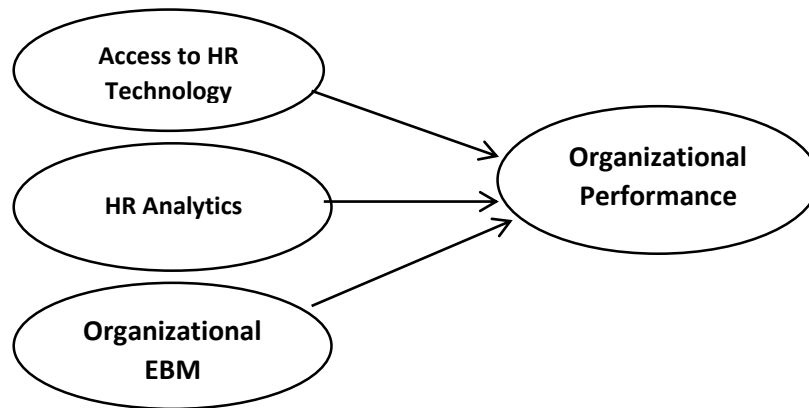 Access to HR
Technology
HR Analytics
Organizational
EBM
Organizational
Performance